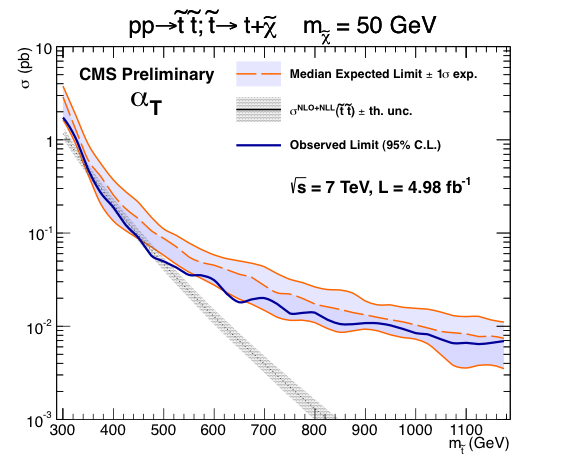 pp→t̃ t̃; t̃→ t+χ̃ m_χ̃ = 50 GeV
σ (pb)
CMS Preliminary
α_T
Median Expected Limit ± 1σ exp.
σ^NLO+NLL(t̃ t̃) ± th. unc.
Observed Limit (95% C.L.)
√s = 7 TeV, L = 4.98 fb⁻¹
10
1
10⁻¹
10⁻²
10⁻³
300 400 500 600 700 800 900 1000 1100
m_t̃ (GeV)